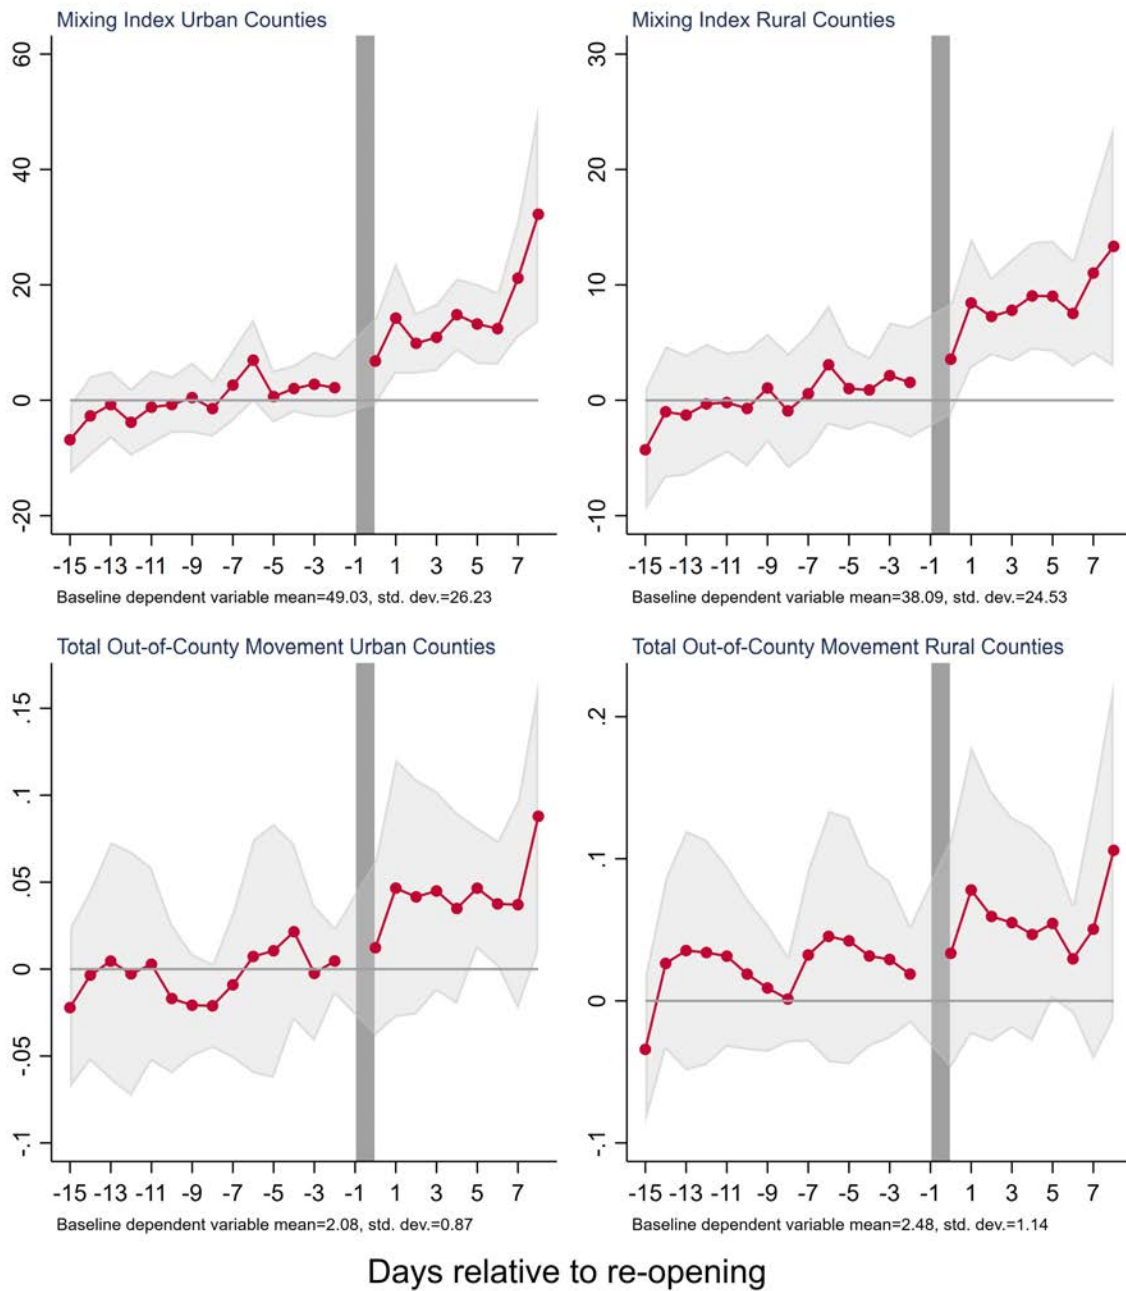 Mixing Index Urban Counties
60
40
20
0
-20
-15 -13 -11 -9 -7 -5 -3 -1 1 3 5 7
Baseline dependent variable mean=49.03, std. dev.=26.23
Mixing Index Rural Counties
30
20
10
0
-10
-15 -13 -11 -9 -7 -5 -3 -1 1 3 5 7
Baseline dependent variable mean=38.09, std. dev.=24.53
Total Out-of-County Movement Urban Counties
.15
.1
.05
0
-.05
-.1
-15 -13 -11 -9 -7 -5 -3 -1 1 3 5 7
Baseline dependent variable mean=2.08, std. dev.=0.87
Total Out-of-County Movement Rural Counties
.2
.1
0
-.1
-15 -13 -11 -9 -7 -5 -3 -1 1 3 5 7
Baseline dependent variable mean=2.48, std. dev.=1.14
Days relative to re-opening